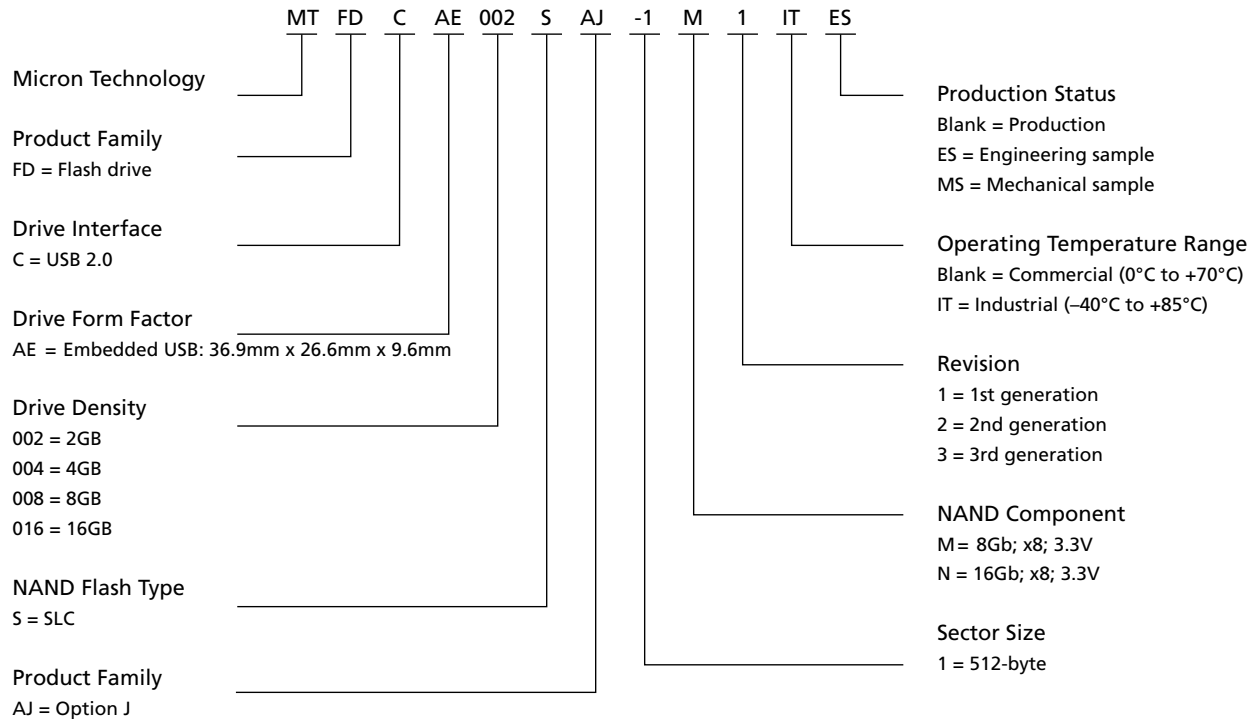 MT FD C AE 002 S AJ -1 M 1 IT ES
Micron Technology
Product Family
FD = Flash drive
Drive Interface
C = USB 2.0
Drive Form Factor
AE = Embedded USB: 36.9mm x 26.6mm x 9.6mm
Drive Density
002 = 2GB
004 = 4GB
008 = 8GB
016 = 16GB
NAND Flash Type
S = SLC
Product Family
AJ = Option J
Production Status
Blank = Production
ES = Engineering sample
MS = Mechanical sample
Operating Temperature Range
Blank = Commercial (0°C to +70°C)
IT = Industrial (–40°C to +85°C)
Revision
1 = 1st generation
2 = 2nd generation
3 = 3rd generation
NAND Component
M = 8Gb; x8; 3.3V
N = 16Gb; x8; 3.3V
Sector Size
1 = 512-byte